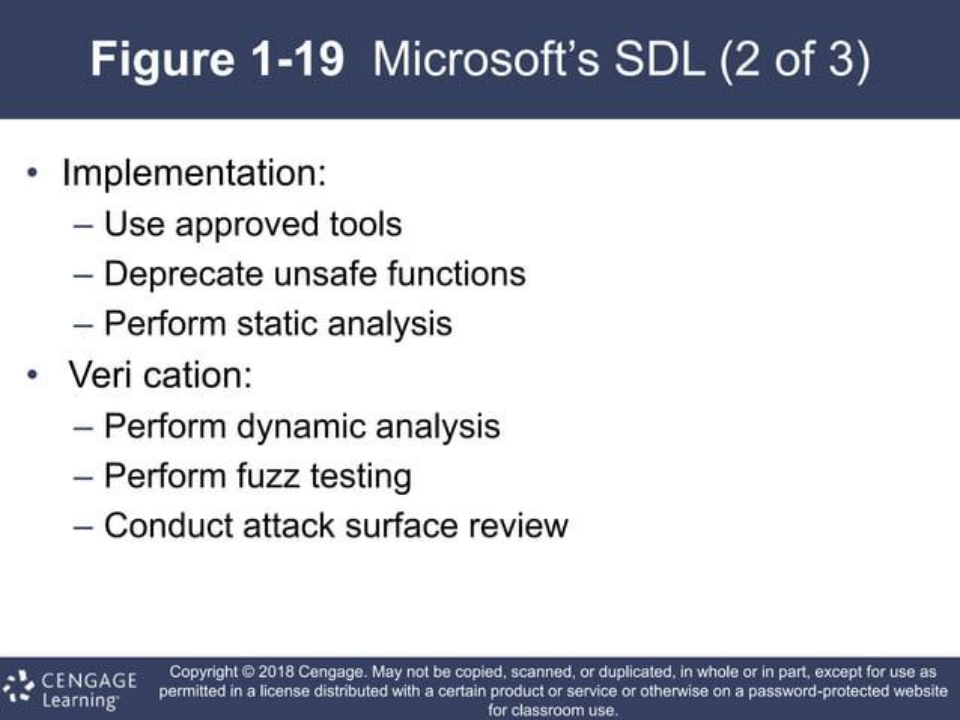 Figure 1-19 Microsoft's SDL (2 of 3)
• Implementation:
– Use approved tools
– Deprecate unsafe functions
– Perform static analysis
• Veri cation:
– Perform dynamic analysis
– Perform fuzz testing
– Conduct attack surface review
CENGAGE
Learning
Copyright © 2018 Cengage. May not be copied, scanned, or duplicated, in whole or in part, except for use as
permitted in a license distributed with a certain product or service or otherwise on a password-protected website
for classroom use.